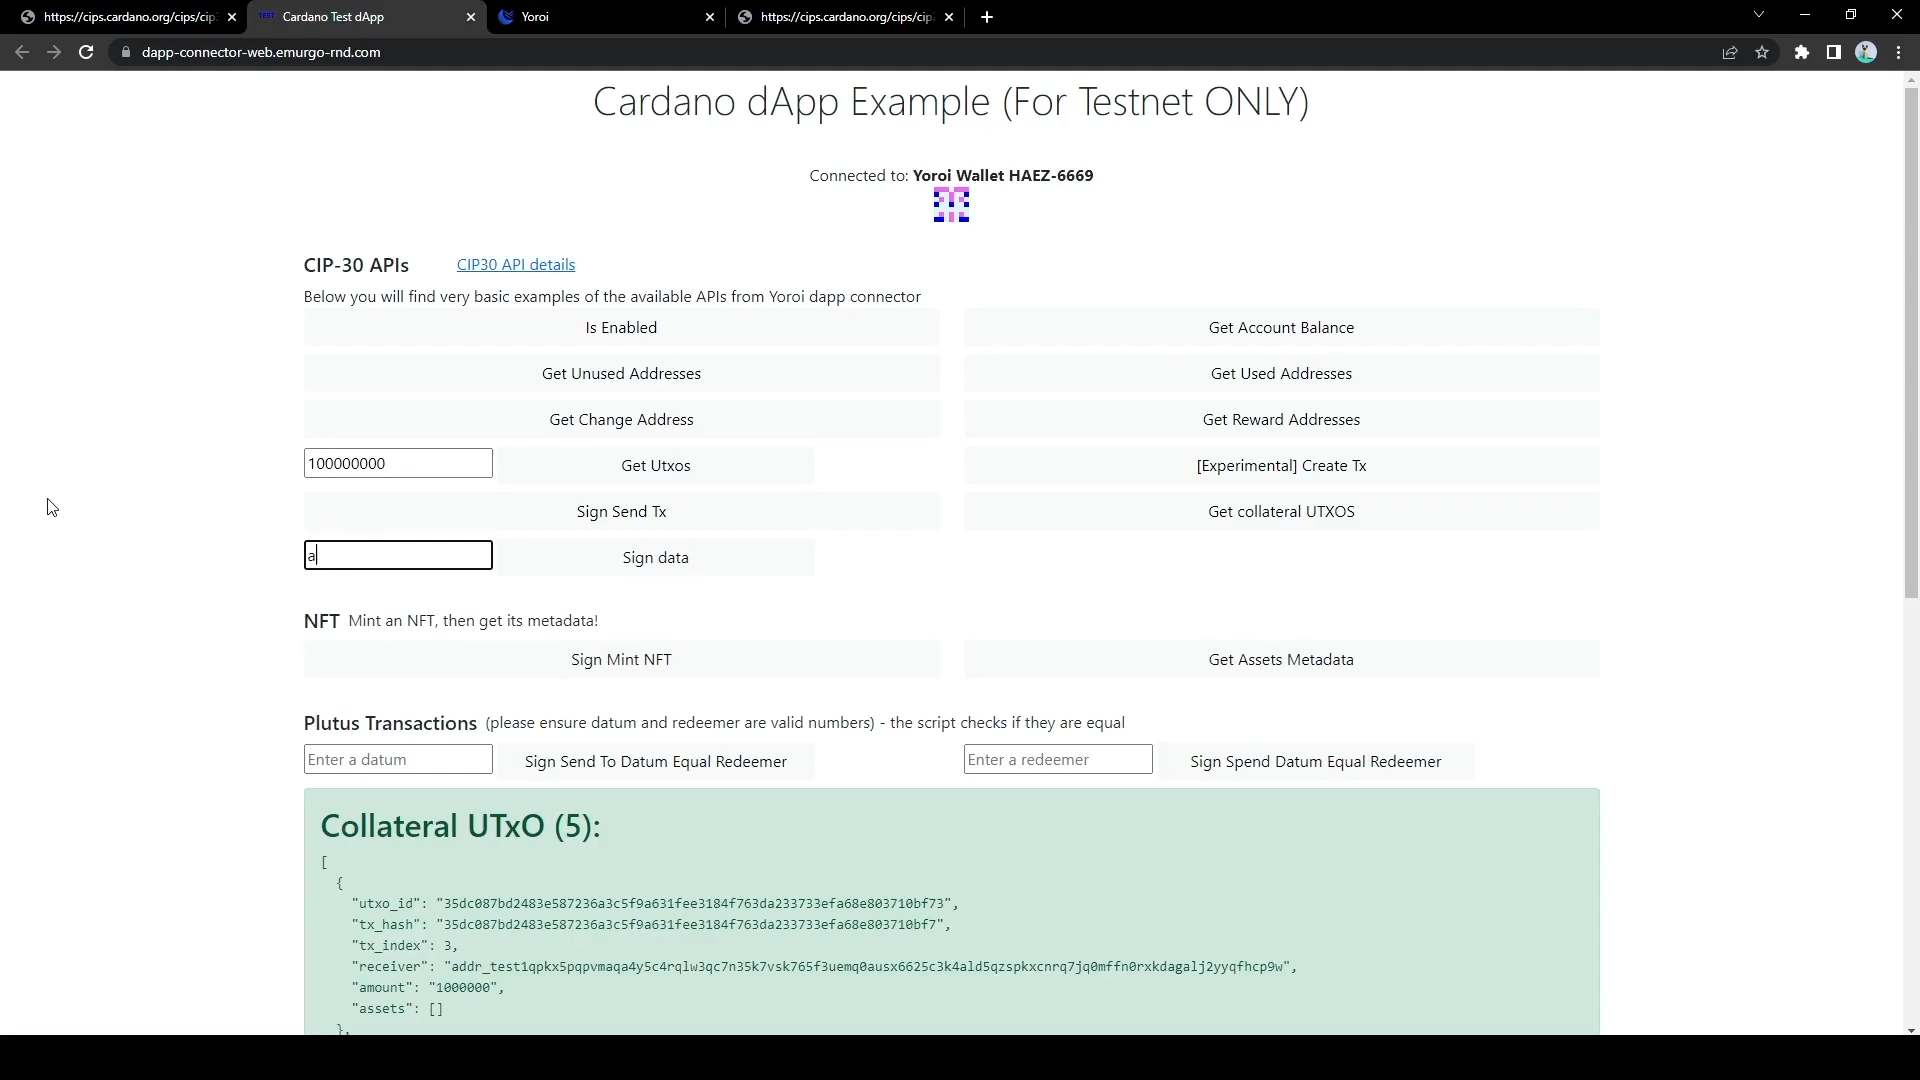 https://cips.cardano.org/cips/cip
Cardano Test dApp
Yoroi
https://cips.cardano.org/cips/cip
dapp-connector-web.emurgo-rnd.com
Cardano dApp Example (For Testnet ONLY)
Connected to: Yoroi Wallet HAEZ-6669
CIP-30 APIs CIP30 API details
Below you will find very basic examples of the available APIs from Yoroi dapp connector
Is Enabled
Get Account Balance
Get Unused Addresses
Get Used Addresses
Get Change Address
Get Reward Addresses
100000000
Get Utxos
[Experimental] Create Tx
Sign Send Tx
Get collateral UTXOS
a
Sign data
NFT Mint an NFT, then get its metadata!
Sign Mint NFT
Get Assets Metadata
Plutus Transactions (please ensure datum and redeemer are valid numbers) - the script checks if they are equal
Enter a datum
Sign Send To Datum Equal Redeemer
Enter a redeemer
Sign Spend Datum Equal Redeemer
Collateral UTxO (5):
[
{
"utxo_id": "35dc087bd2483e587236a3c5f9a631fee3184f763da233733efa68e803710bf73",
"tx_hash": "35dc087bd2483e587236a3c5f9a631fee3184f763da233733efa68e803710bf7",
"tx_index": 3,
"receiver": "addr_test1qpkx5pqpvmaqa4y5c4rqlw3qc7n35k7vsk765f3uemq0ausx6625c3k4ald5qzspkxcnrq7jq0mffn0rxkdagalj2yyqfhcp9w",
"amount": "1000000",
"assets": []
},